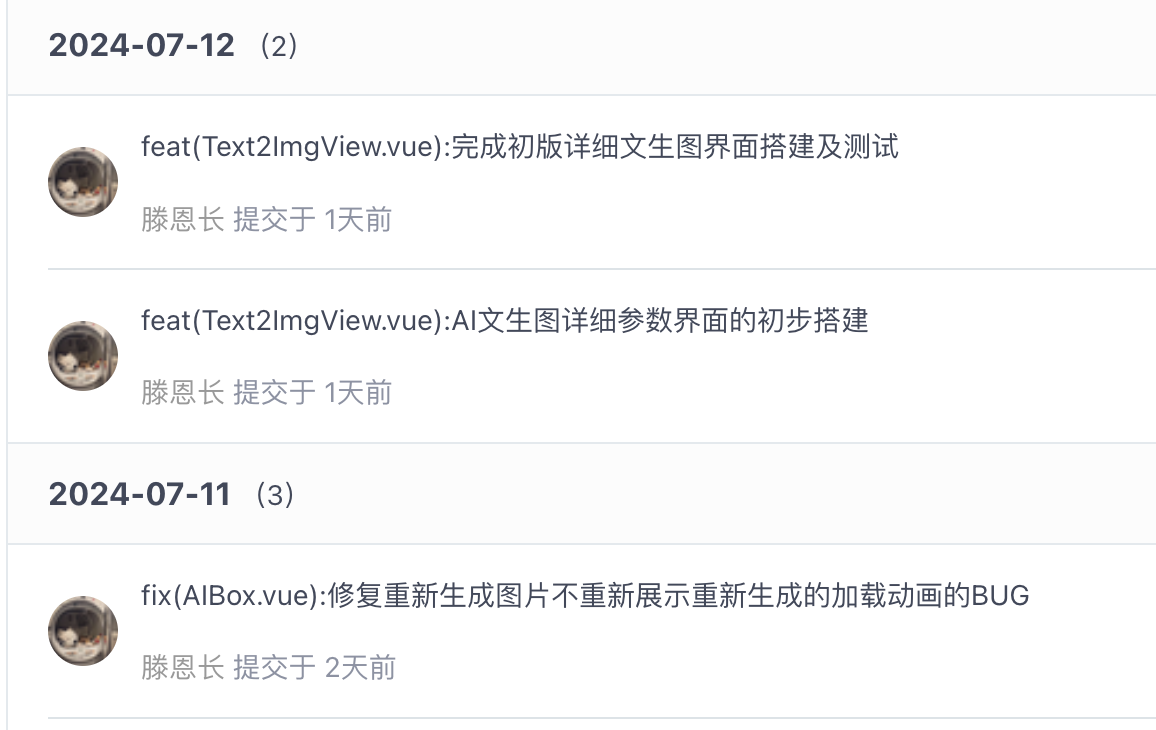 2024-07-12 (2)
feat(Text2ImgView.vue):完成初版详细文生图界面搭建及测试
滕恩长 提交于 1天前
feat(Text2ImgView.vue):AI文生图详细参数界面的初步搭建
滕恩长 提交于 1天前
2024-07-11 (3)
fix(AIBox.vue):修复重新生成图片不重新展示重新生成的加载动画的BUG
滕恩长 提交于 2天前